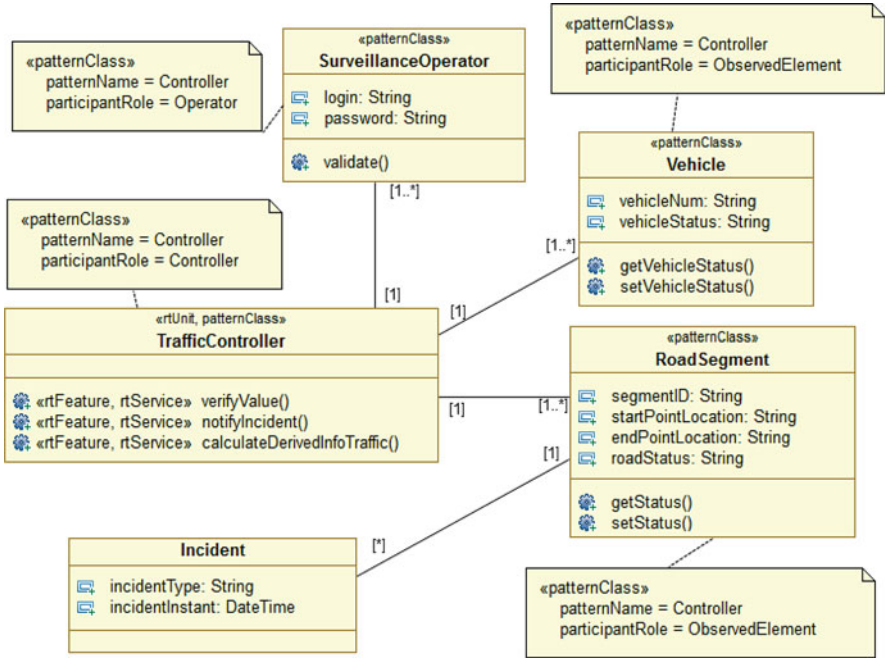 «patternClass»
patternName = Controller
participantRole = Operator
«patternClass»
SurveillanceOperator
login: String
password: String
validate()
«patternClass»
patternName = Controller
participantRole = ObservedElement
«patternClass»
Vehicle
vehicleNum: String
vehicleStatus: String
getVehicleStatus()
setVehicleStatus()
«patternClass»
patternName = Controller
participantRole = Controller
[1..*]
[1]
[1..*]
[1]
«rtUnit, patternClass»
TrafficController
«rtFeature, rtService» verifyValue()
«rtFeature, rtService» notifyIncident()
«rtFeature, rtService» calculateDerivedInfoTraffic()
[1]
[1..*]
«patternClass»
RoadSegment
segmentID: String
startPointLocation: String
endPointLocation: String
roadStatus: String
getStatus()
setStatus()
[1]
[*]
Incident
incidentType: String
incidentInstant: DateTime
«patternClass»
patternName = Controller
participantRole = ObservedElement